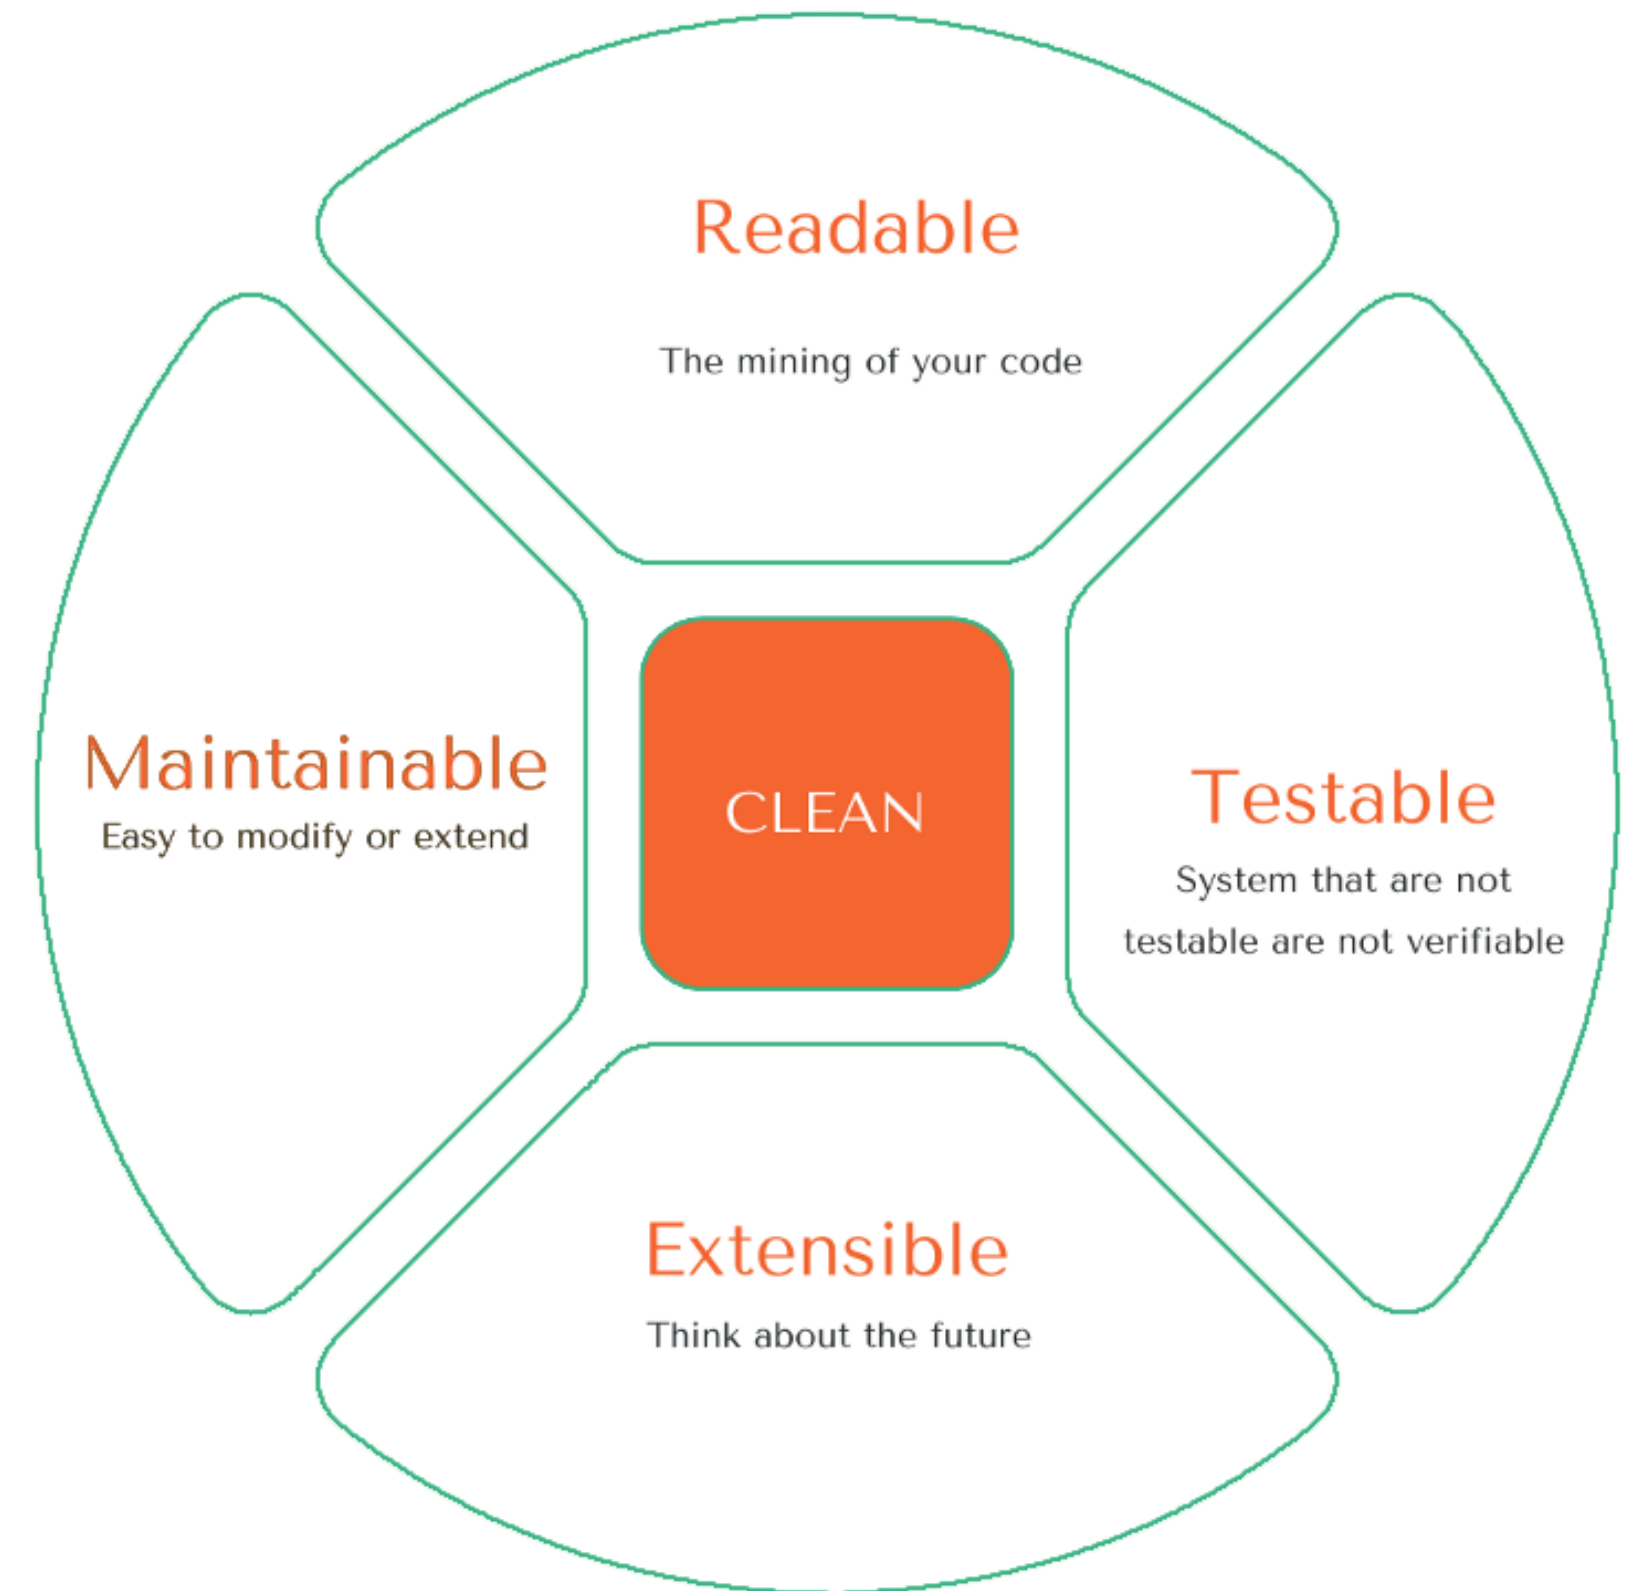 Readable
The mining of your code
Maintainable
Easy to modify or extend
CLEAN
Testable
System that are not
testable are not verifiable
Extensible
Think about the future